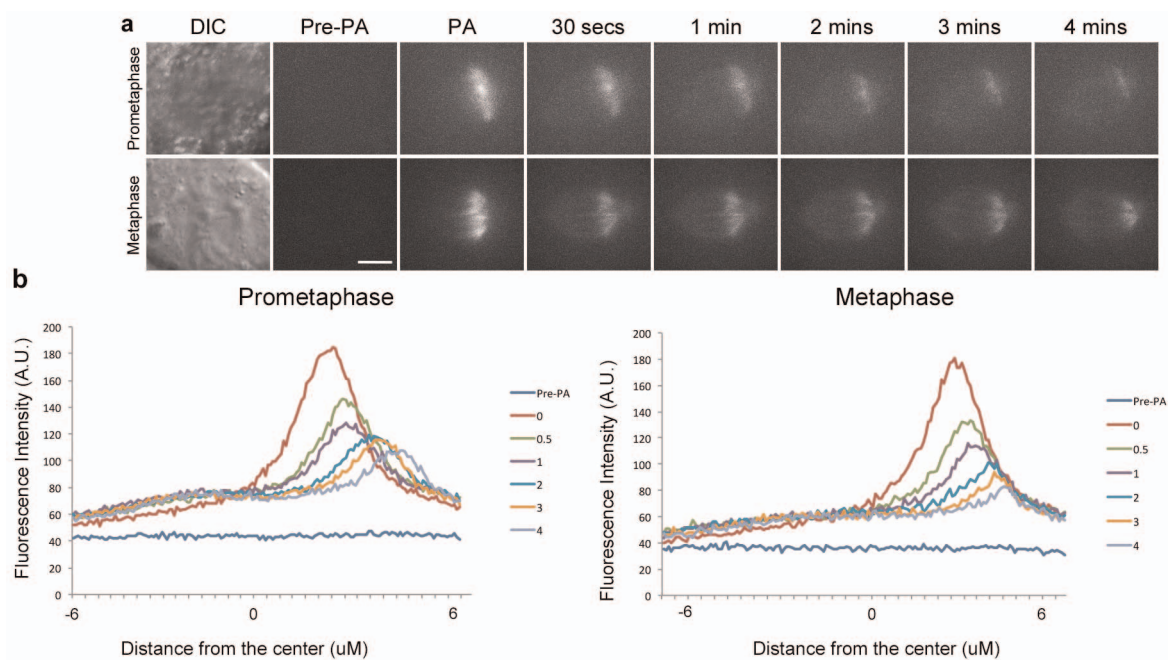 a
DIC Pre-PA PA 30 secs 1 min 2 mins 3 mins 4 mins
Prometaphase
Metaphase
b
Prometaphase
Fluorescence Intensity (A.U.)
200
180
160
140
120
100
80
60
40
20
0
-6 0 6
Distance from the center (uM)
Pre-PA
0
0.5
1
2
3
4
Metaphase
Fluorescence Intensity (A.U.)
200
180
160
140
120
100
80
60
40
20
0
-6 0 6
Distance from the center (uM)
Pre-PA
0
0.5
1
2
3
4